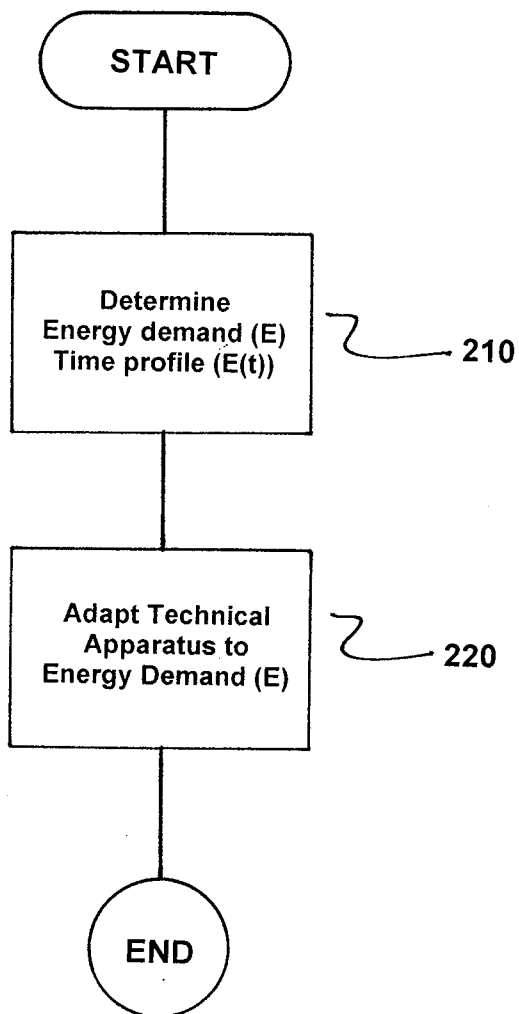 START
Determine
Energy demand (E)
Time profile (E(t))
210
Adapt Technical
Apparatus to
Energy Demand (E)
220
END